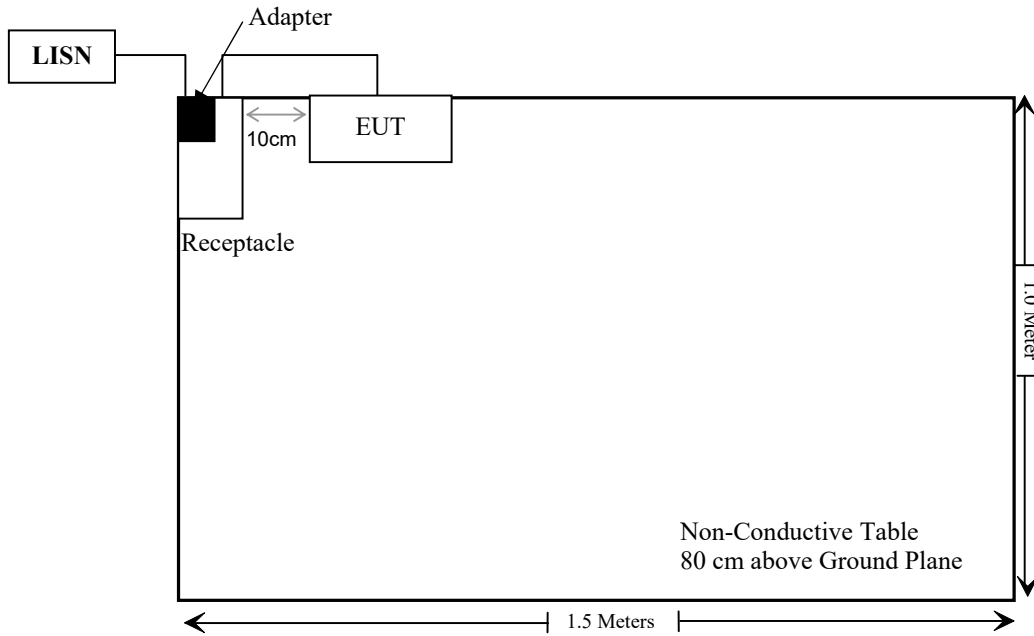 Adapter
LISN
EUT
10cm
Receptacle
1.0 Meter
Non-Conductive Table
80 cm above Ground Plane
1.5 Meters